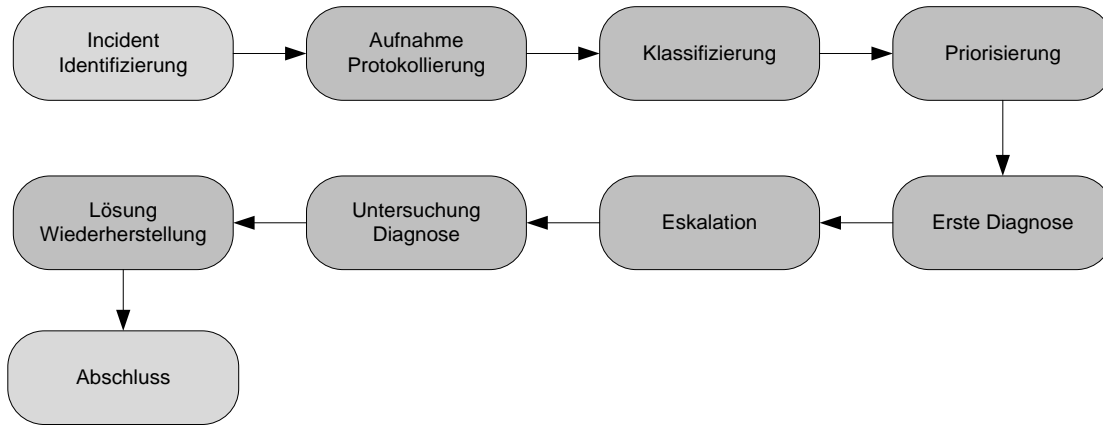 Incident
Identifizierung
Aufnahme
Protokollierung
Klassifizierung
Priorisierung
Lösung
Wiederherstellung
Untersuchung
Diagnose
Eskalation
Erste Diagnose
Abschluss